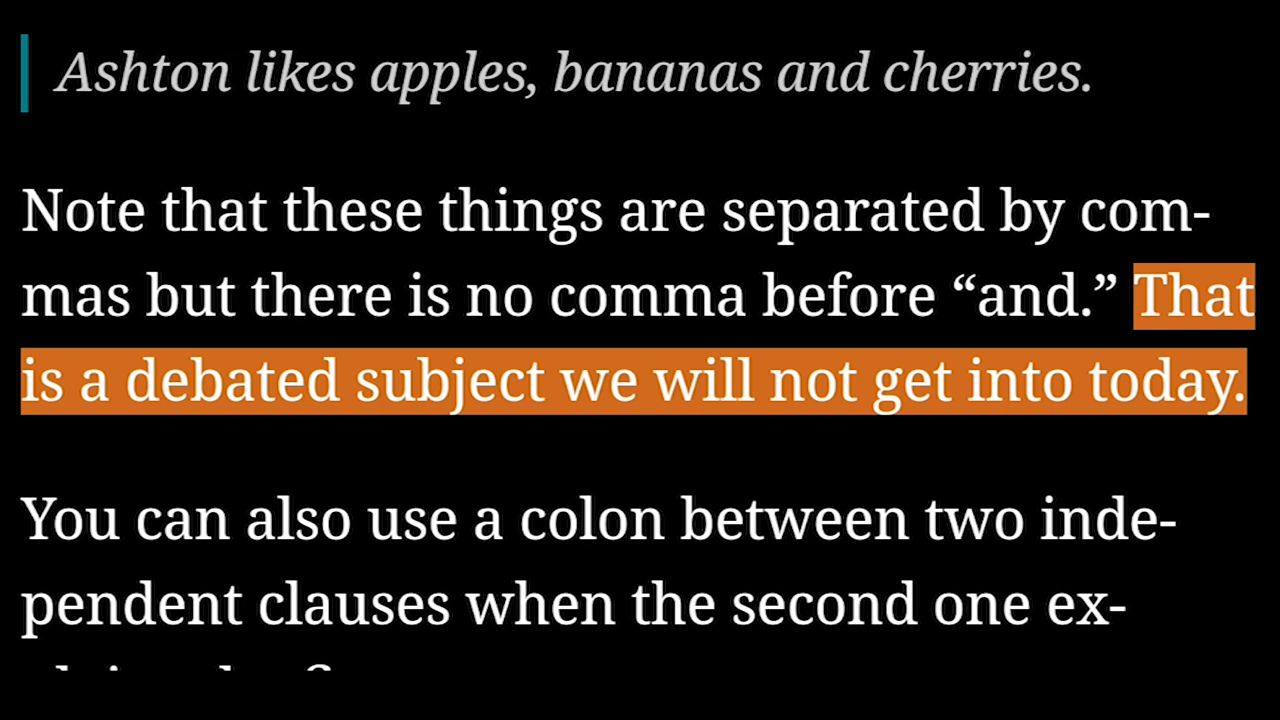 Ashton likes apples, bananas and cherries.
Note that these things are separated by com-
mas but there is no comma before “and.” That
is a debated subject we will not get into today.
You can also use a colon between two inde-
pendent clauses when the second one ex-